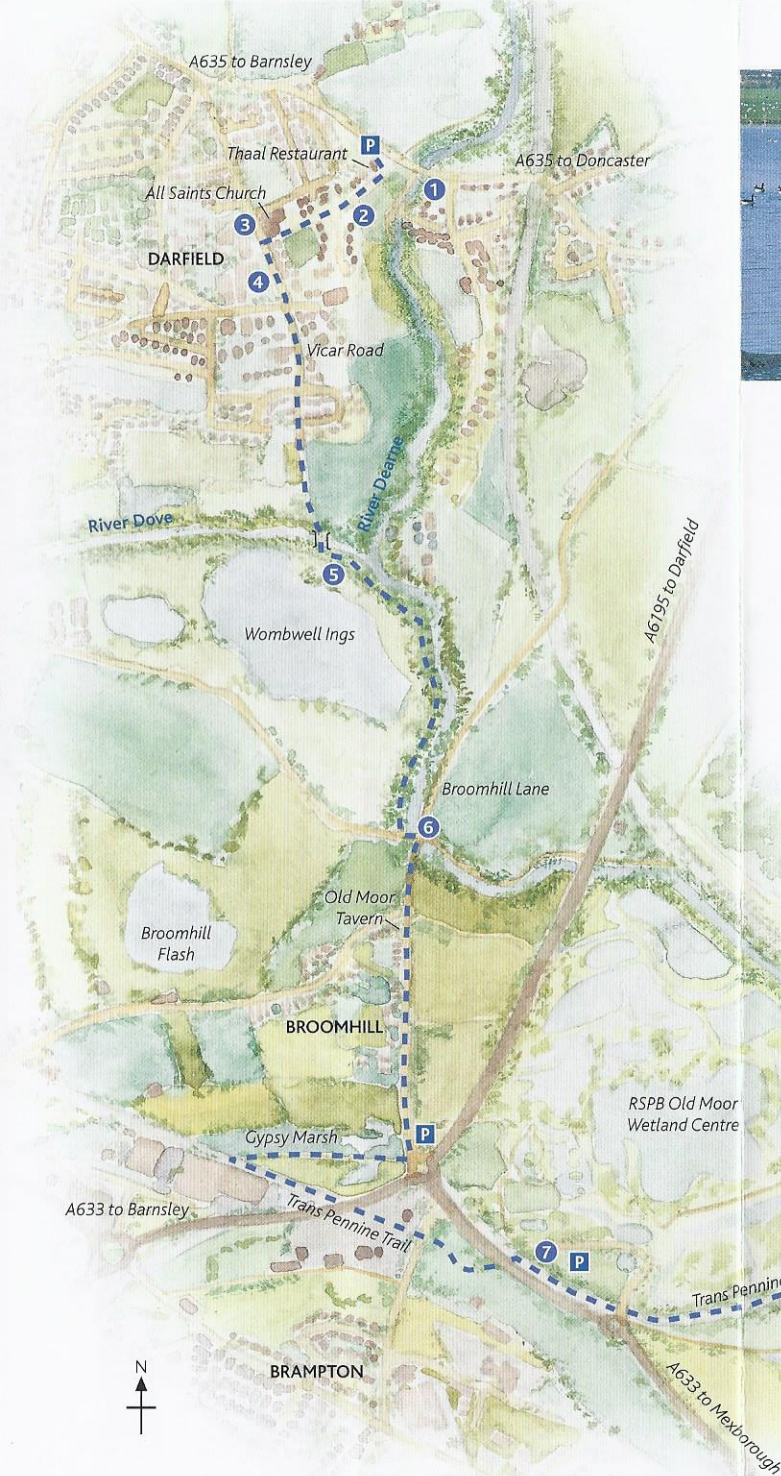 A635 to Barnsley
P
Thaal Restaurant
A635 to Doncaster
1
All Saints Church
2
3
DARFIELD
4
Vicar Road
River Dearne
River Dove
5
A6195 to Darfield
Wombwell Ings
Broomhill Lane
6
Old Moor
Tavern
Broomhill
Flash
BROOMHILL
RSPB Old Moor
Wetland Centre
P
Gypsy Marsh
A633 to Barnsley
Trans Pennine Trail
7
P
Trans Pennine
N
BRAMPTON
A633 to Mexborough